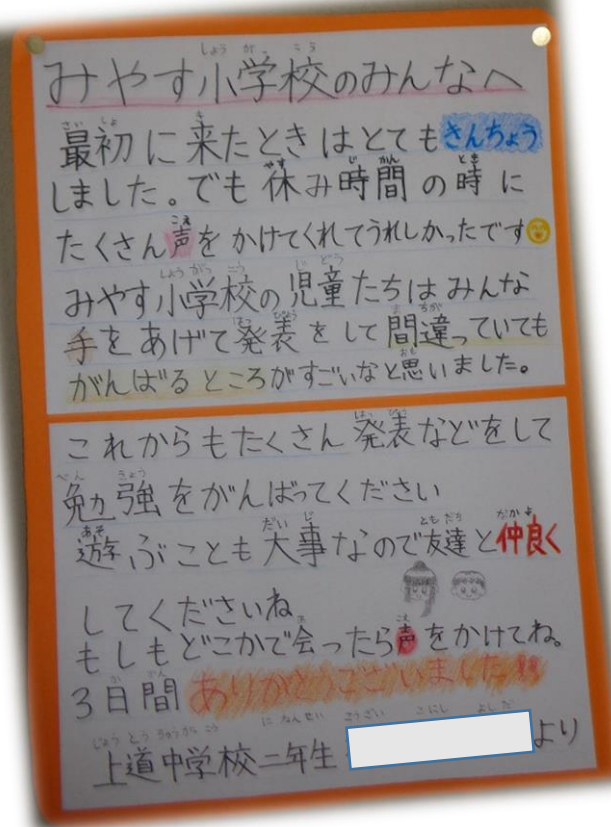 みやす小学校のみんなへ
最初に来たときはとてもきんちょう
しました。でも休み時間の時に
たくさん声をかけてくれてうれしかったです
みやす小学校の児童たちはみんな
手をあげて発表をして間違っていても
がんばるところがすごいなと思いました。
これからもたくさん発表などをして
勉強をがんばってください
遊ぶことも大事なので友達と仲良く
してくださいね
もしもどこかで会ったら声をかけてね。
3日間ありがとうございました!!
上道中学校二年生
より